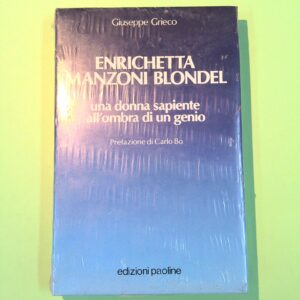 Giuseppe Grieco
ENRICHETTA
MANZONI BLONDEL
una donna sapiente
all'ombra di un genio
Prefazione di Carlo Bo
edizioni paoline